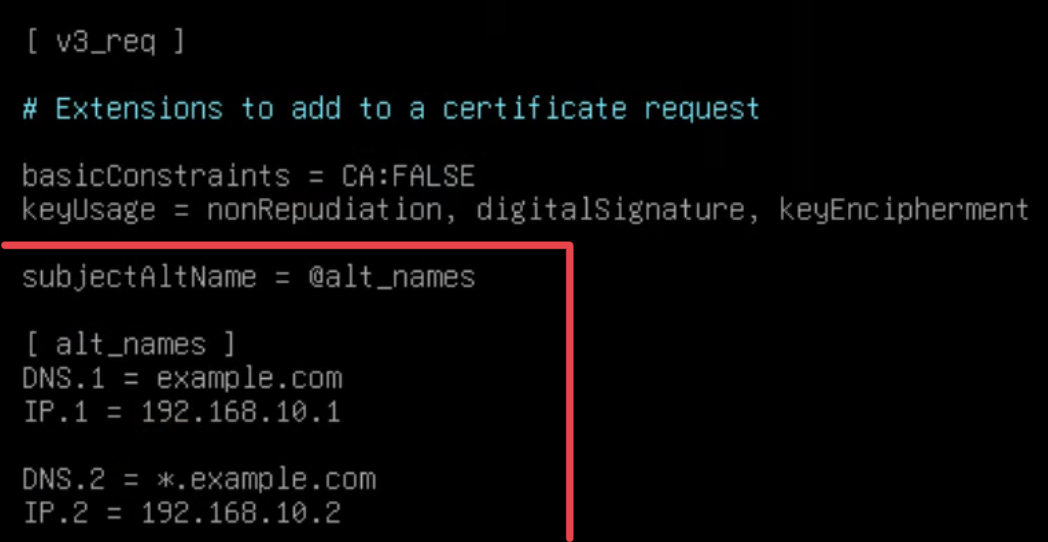 [ v3_req ]
# Extensions to add to a certificate request
basicConstraints = CA:FALSE
keyUsage = nonRepudiation, digitalSignature, keyEncipherment
subjectAltName = @alt_names
[ alt_names ]
DNS.1 = example.com
IP.1 = 192.168.10.1
DNS.2 = *.example.com
IP.2 = 192.168.10.2